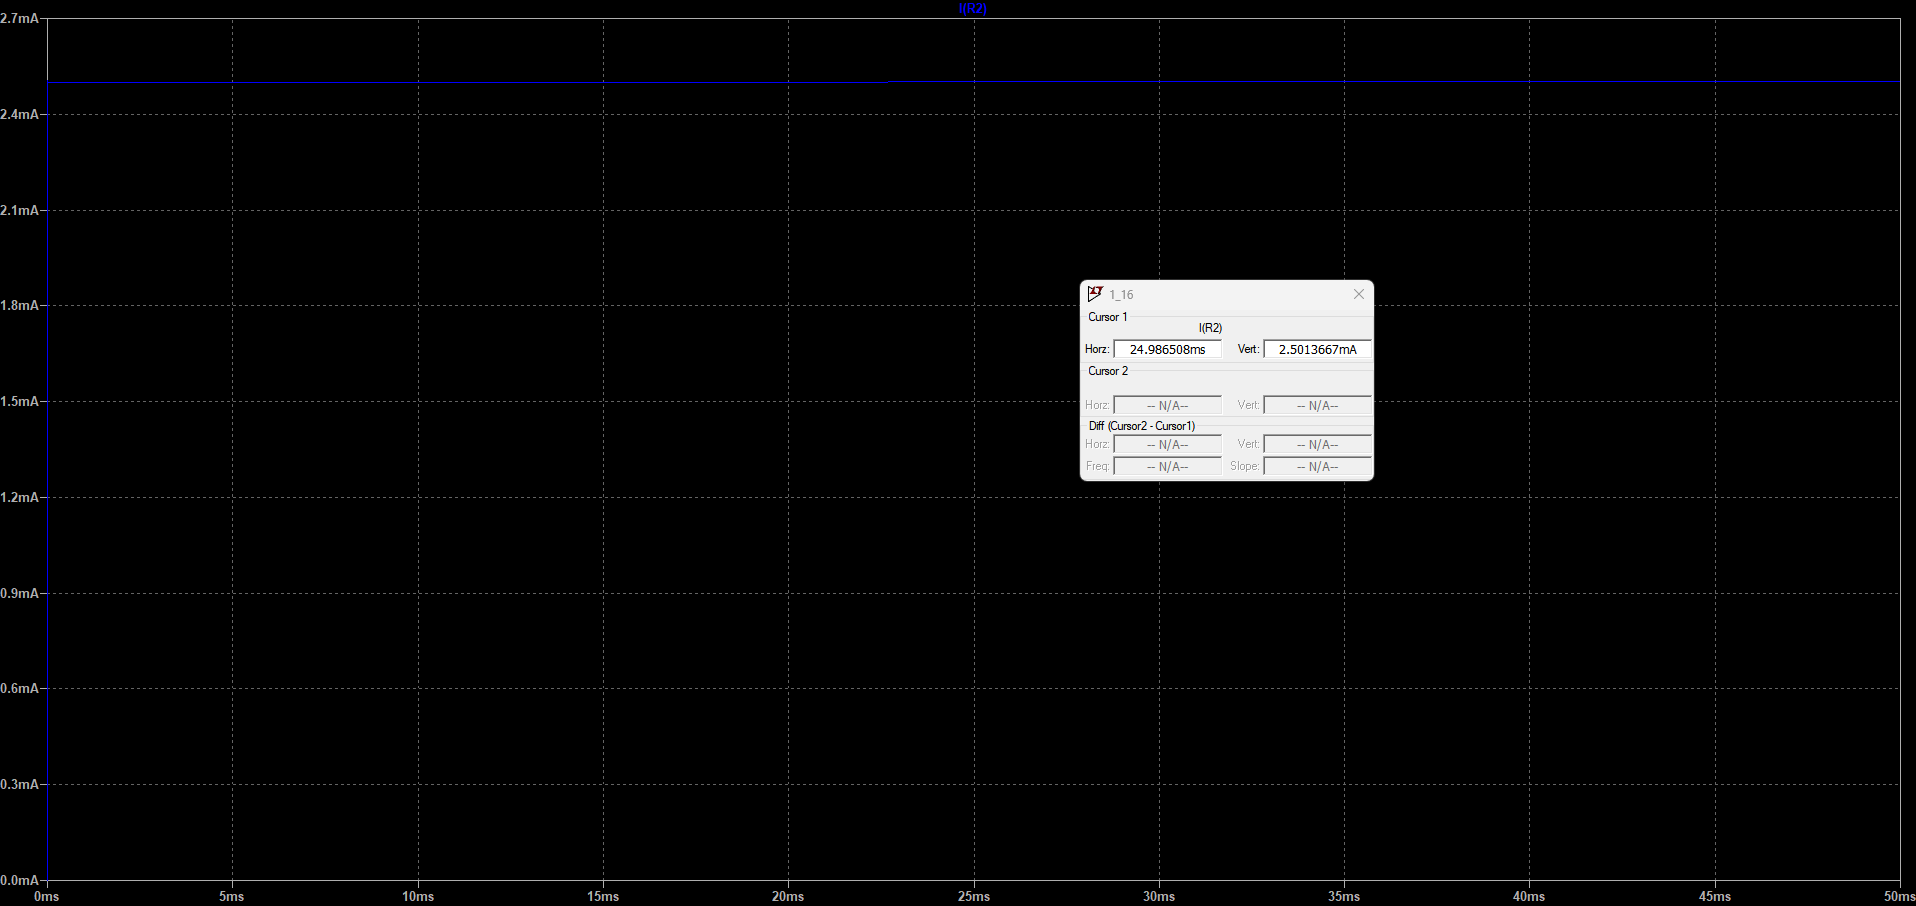 I(R2)
2.7mA
2.4mA
2.1mA
1.8mA
1.5mA
1.2mA
0.9mA
0.6mA
0.3mA
0.0mA
0ms 5ms 10ms 15ms 20ms 25ms 30ms 35ms 40ms 45ms 50ms
1_16
Cursor 1
I(R2)
Horz: 24.986508ms Vert: 2.5013667mA
Cursor 2
Horz: -- N/A-- Vert: -- N/A--
Diff (Cursor2 - Cursor1)
Horz: -- N/A-- Vert: -- N/A--
Freq: -- N/A-- Slope: -- N/A--